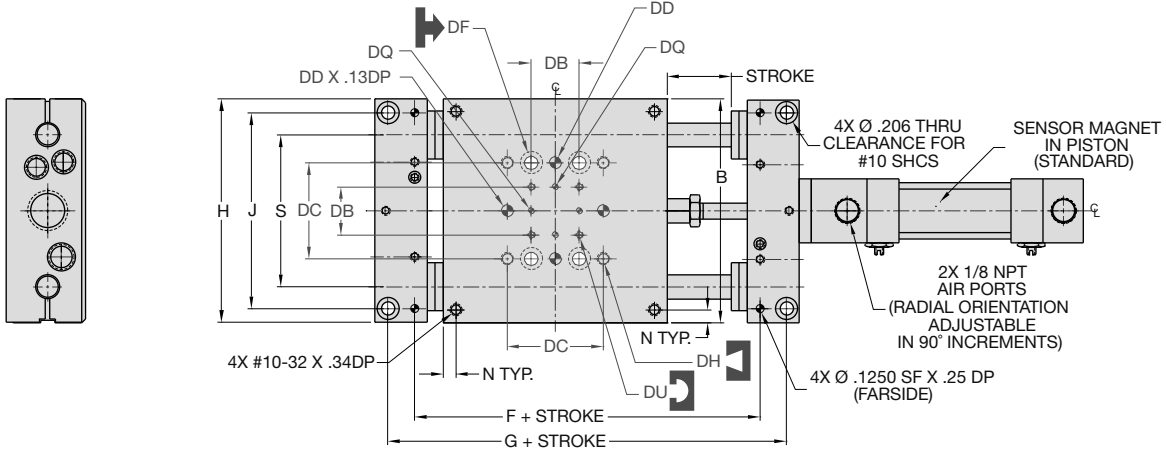 DF
DD
DQ
DQ
DB
DD X .13DP
STROKE
℄
4X Ø .206 THRU
CLEARANCE FOR
#10 SHCS
SENSOR MAGNET
IN PISTON
(STANDARD)
H
J
S
DC
DB
B
℄
2X 1/8 NPT
AIR PORTS
(RADIAL ORIENTATION
ADJUSTABLE
IN 90° INCREMENTS)
N TYP.
4X #10-32 X .34DP
N TYP.
DC
DH
DU
4X Ø .1250 SF X .25 DP
(FARSIDE)
F + STROKE
G + STROKE